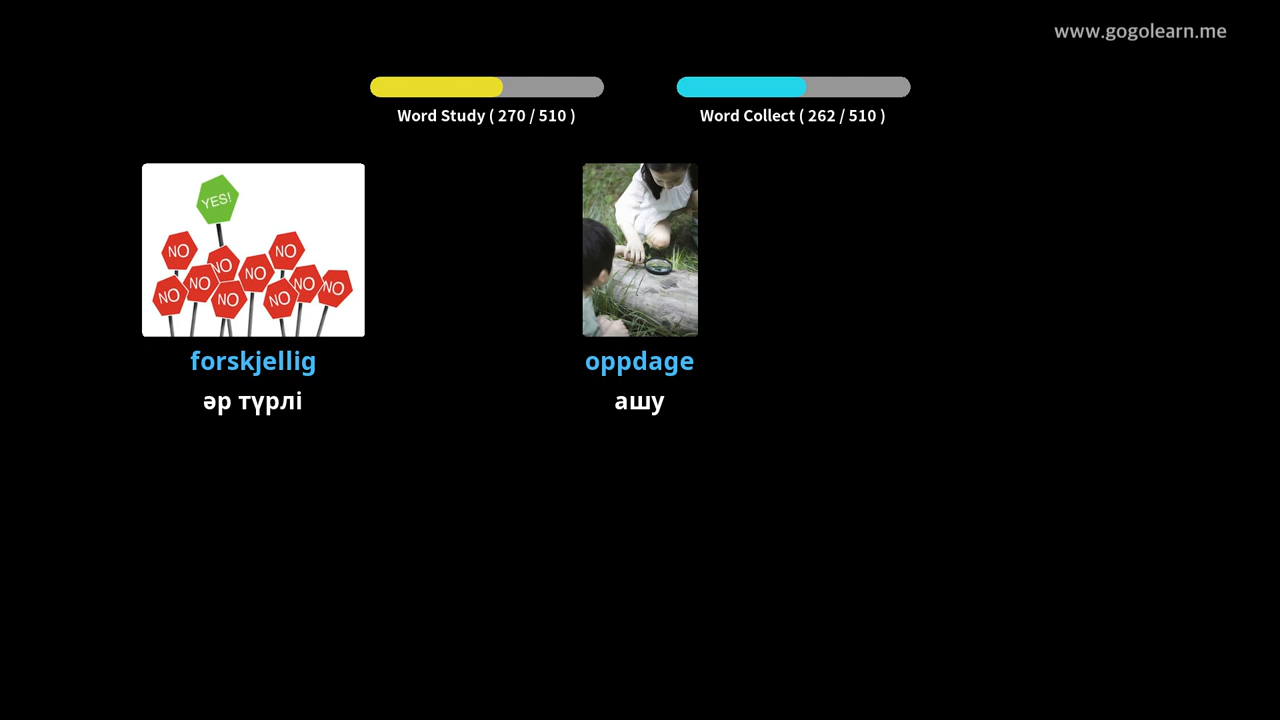 www.gogolearn.me
Word Study ( 270 / 510 )
Word Collect ( 262 / 510 )
YES!
NO
NO
NO
NO
NO
NO
NO
NO
NO
NO
forskjellig
oppdage
әр түрлі
ашу